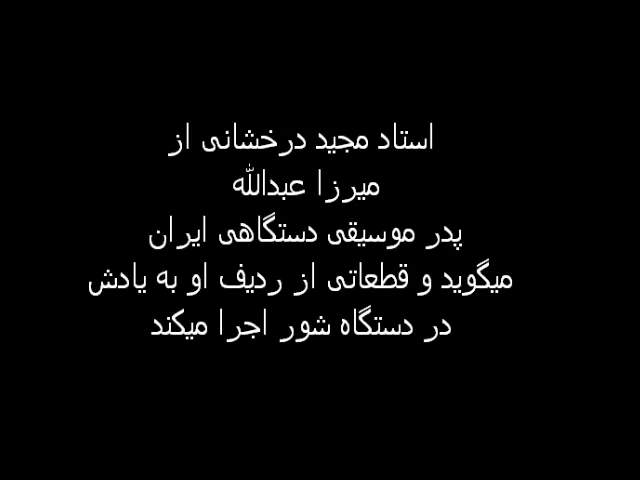 استاد مجید درخشانی از
میرزا عبدالله
پدر موسیقی دستگاهی ایران
میگوید و قطعاتی از ردیف او به یادش
در دستگاه شور اجرا میکند